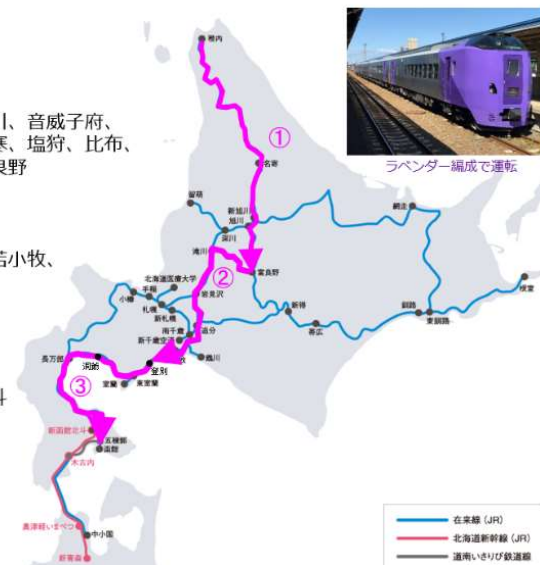 川、音威子府、
寒、塩狩、比布、
良野
苫小牧、
斗
ラベンダー編成で運転
稚内
①
名寄
留萌
新旭川
旭川
深川
網走
滝川
富良野
②
北海道医療大学
手稲
小樽
札幌
新札幌
岩見沢
新得
釧路
東釧路
根室
帯広
南千歳
追分
新千歳空港
鵡川
長万部
洞爺
登別
室蘭
東室蘭
③
新函館北斗
五稜郭
函館
木古内
奥津軽いまべつ
中小国
新青森
在来線（JR）
北海道新幹線（JR）
道南いさりび鉄道線